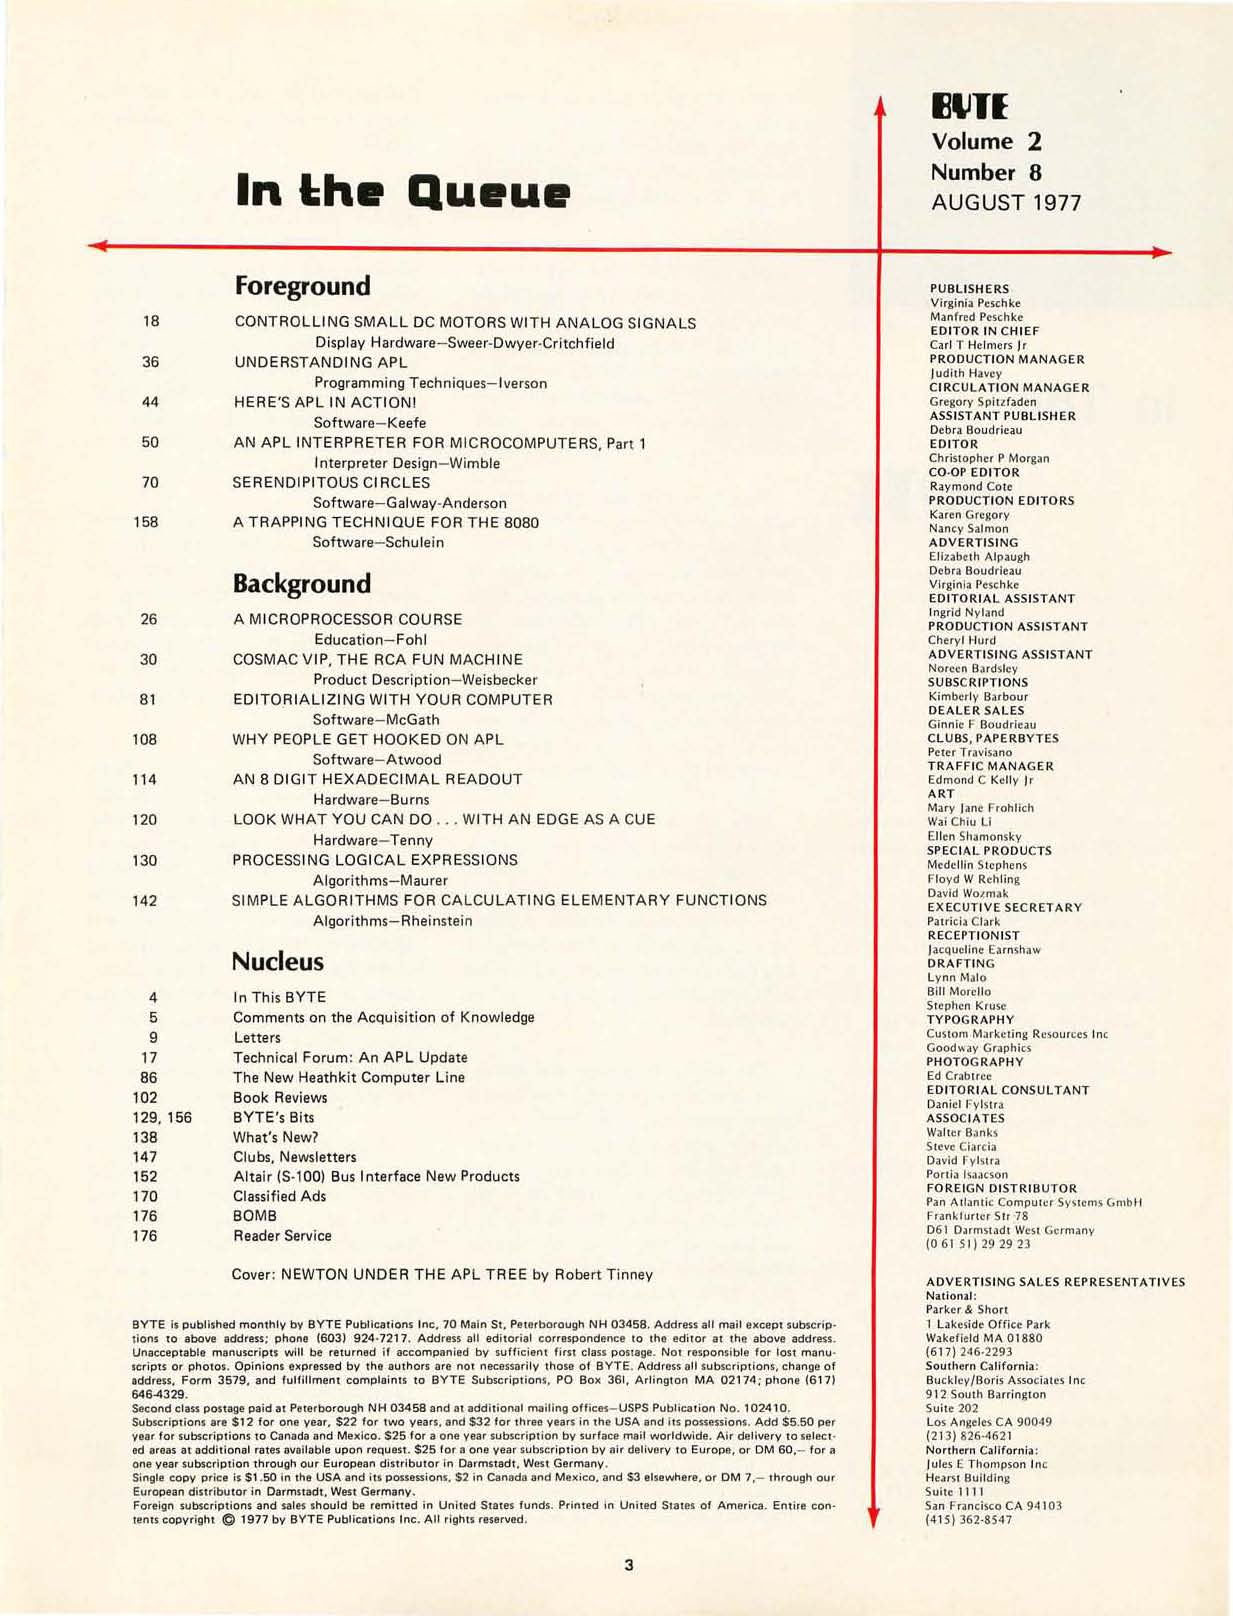 BYTE
Volume 2
Number 8
AUGUST 1977
In the Queue
Foreground
18 CONTROLLING SMALL DC MOTORS WITH ANALOG SIGNALS
Display Hardware—Sweer-Dwyer-Critchfield
36 UNDERSTANDING APL
Programming Techniques—Iverson
44 HERE'S APL IN ACTION!
Software—Keefe
50 AN APL INTERPRETER FOR MICROCOMPUTERS, Part 1
Interpreter Design—Wimble
70 SERENDIPITOUS CIRCLES
Software—Galway-Anderson
158 A TRAPPING TECHNIQUE FOR THE 8080
Software—Schulein
Background
26 A MICROPROCESSOR COURSE
Education—Fohl
30 COSMAC VIP, THE RCA FUN MACHINE
Product Description—Weisbecker
81 EDITORIALIZING WITH YOUR COMPUTER
Software—McGath
108 WHY PEOPLE GET HOOKED ON APL
Software—Atwood
114 AN 8 DIGIT HEXADECIMAL READOUT
Hardware—Burns
120 LOOK WHAT YOU CAN DO . . . WITH AN EDGE AS A CUE
Hardware—Tenny
130 PROCESSING LOGICAL EXPRESSIONS
Algorithms—Maurer
142 SIMPLE ALGORITHMS FOR CALCULATING ELEMENTARY FUNCTIONS
Algorithms—Rheinstein
Nucleus
4 In This BYTE
5 Comments on the Acquisition of Knowledge
9 Letters
17 Technical Forum: An APL Update
86 The New Heathkit Computer Line
102 Book Reviews
129, 156 BYTE's Bits
138 What's New?
147 Clubs, Newsletters
152 Altair (S-100) Bus Interface New Products
170 Classified Ads
176 BOMB
176 Reader Service
Cover: NEWTON UNDER THE APL TREE by Robert Tinney
BYTE is published monthly by BYTE Publications Inc, 70 Main St, Peterborough NH 03458. Address all mail except subscrip-
tions to above address; phone (603) 924-7217. Address all editorial correspondence to the editor at the above address.
Unacceptable manuscripts will be returned if accompanied by sufficient first class postage. Not responsible for lost manu-
scripts or photos. Opinions expressed by the authors are not necessarily those of BYTE. Address all subscriptions, change of
address, Form 3579, and fulfillment complaints to BYTE Subscriptions, PO Box 361, Arlington MA 02174; phone (617)
646-4329.
Second class postage paid at Peterborough NH 03458 and at additional mailing offices—USPS Publication No. 102410.
Subscriptions are $12 for one year, $22 for two years, and $32 for three years in the USA and its possessions. Add $5.50 per
year for subscriptions to Canada and Mexico. $25 for a one year subscription by surface mail worldwide. Air delivery to select-
ed areas at additional rates available upon request. $25 for a one year subscription by air delivery to Europe, or DM 60,— for a
one year subscription through our European distributor in Darmstadt, West Germany.
Single copy price is $1.50 in the USA and its possessions, $2 in Canada and Mexico, and $3 elsewhere, or DM 7,— through our
European distributor in Darmstadt, West Germany.
Foreign subscriptions and sales should be remitted in United States funds. Printed in United States of America. Entire con-
tents copyright © 1977 by BYTE Publications Inc. All rights reserved.
PUBLISHERS
Virginia Peschke
Manfred Peschke
EDITOR IN CHIEF
Carl T Helmers Jr
PRODUCTION MANAGER
Judith Havey
CIRCULATION MANAGER
Gregory Spitzfaden
ASSISTANT PUBLISHER
Debra Boudrieau
EDITOR
Christopher P Morgan
CO-OP EDITOR
Raymond Cote
PRODUCTION EDITORS
Karen Gregory
Nancy Salmon
ADVERTISING
Elizabeth Alpaugh
Debra Boudrieau
Virginia Peschke
EDITORIAL ASSISTANT
Ingrid Nyland
PRODUCTION ASSISTANT
Cheryl Hurd
ADVERTISING ASSISTANT
Noreen Bardsley
SUBSCRIPTIONS
Kimberly Barbour
DEALER SALES
Ginnie F Boudrieau
CLUBS, PAPERBYTES
Peter Travisano
TRAFFIC MANAGER
Edmond C Kelly Jr
ART
Mary Jane Frohlich
Wai Chiu Li
Ellen Shamonsky
SPECIAL PRODUCTS
Medellin Stephens
Floyd W Rehling
David Wozmak
EXECUTIVE SECRETARY
Patricia Clark
RECEPTIONIST
Jacqueline Earnshaw
DRAFTING
Lynn Malo
Bill Morello
Stephen Kruse
TYPOGRAPHY
Custom Marketing Resources Inc
Goodway Graphics
PHOTOGRAPHY
Ed Crabtree
EDITORIAL CONSULTANT
Daniel Fylstra
ASSOCIATES
Walter Banks
Steve Ciarcia
David Fylstra
Portia Isaacson
FOREIGN DISTRIBUTOR
Pan Atlantic Computer Systems GmbH
Frankfurter Str 78
D61 Darmstadt West Germany
(0 61 51) 29 29 23
ADVERTISING SALES REPRESENTATIVES
National:
Parker & Short
1 Lakeside Office Park
Wakefield MA 01880
(617) 246-2293
Southern California:
Buckley/Boris Associates Inc
912 South Barrington
Suite 202
Los Angeles CA 90049
(213) 826-4621
Northern California:
Jules E Thompson Inc
Hearst Building
Suite 1111
San Francisco CA 94103
(415) 362-8547
3